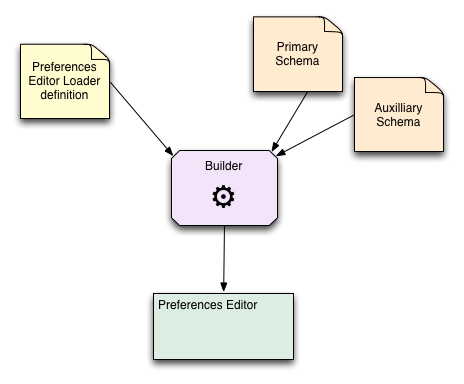 Primary
Schema
Preferences
Editor Loader
definition
Auxilliary
Schema
Builder
Preferences Editor